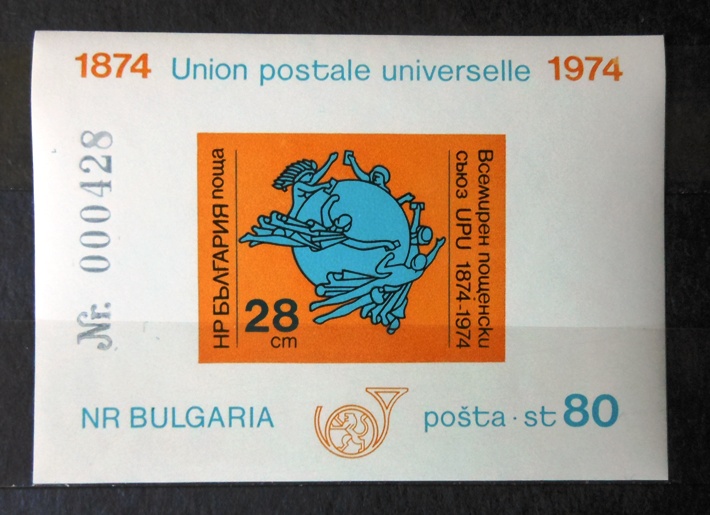 1874 Union postale universelle 1974
Nr. 000428
НР БЪЛГАРИЯ поща
28
cm
Всемирен пощенски
съюз UPU 1874-1974
NR BULGARIA
pošta · st 80